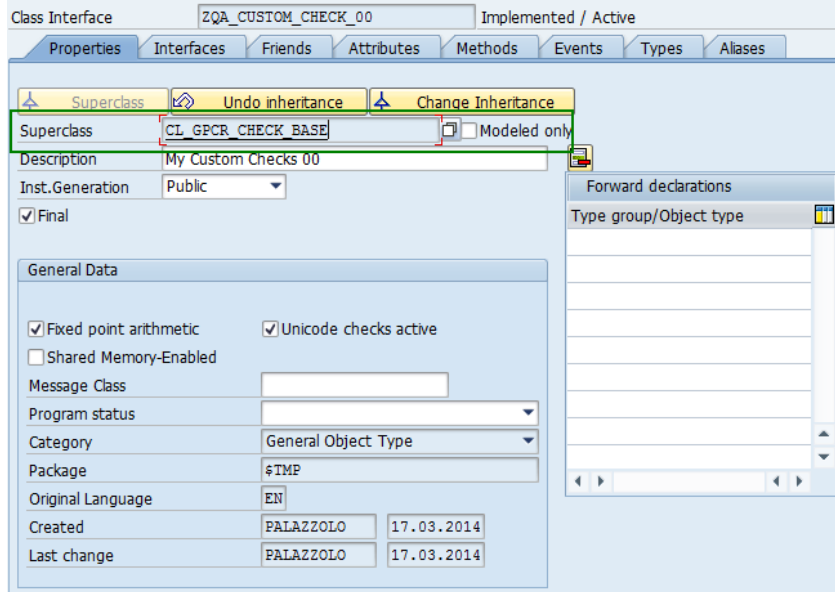 Class Interface ZQA_CUSTOM_CHECK_00 Implemented / Active
Properties Interfaces Friends Attributes Methods Events Types Aliases
Superclass Undo inheritance Change Inheritance
Superclass CL_GPCR_CHECK_BASE Modeled only
Description My Custom Checks 00
Inst.Generation Public
Final
Forward declarations
Type group/Object type
General Data
Fixed point arithmetic Unicode checks active
Shared Memory-Enabled
Message Class
Program status
Category General Object Type
Package $TMP
Original Language EN
Created PALAZZOLO 17.03.2014
Last change PALAZZOLO 17.03.2014